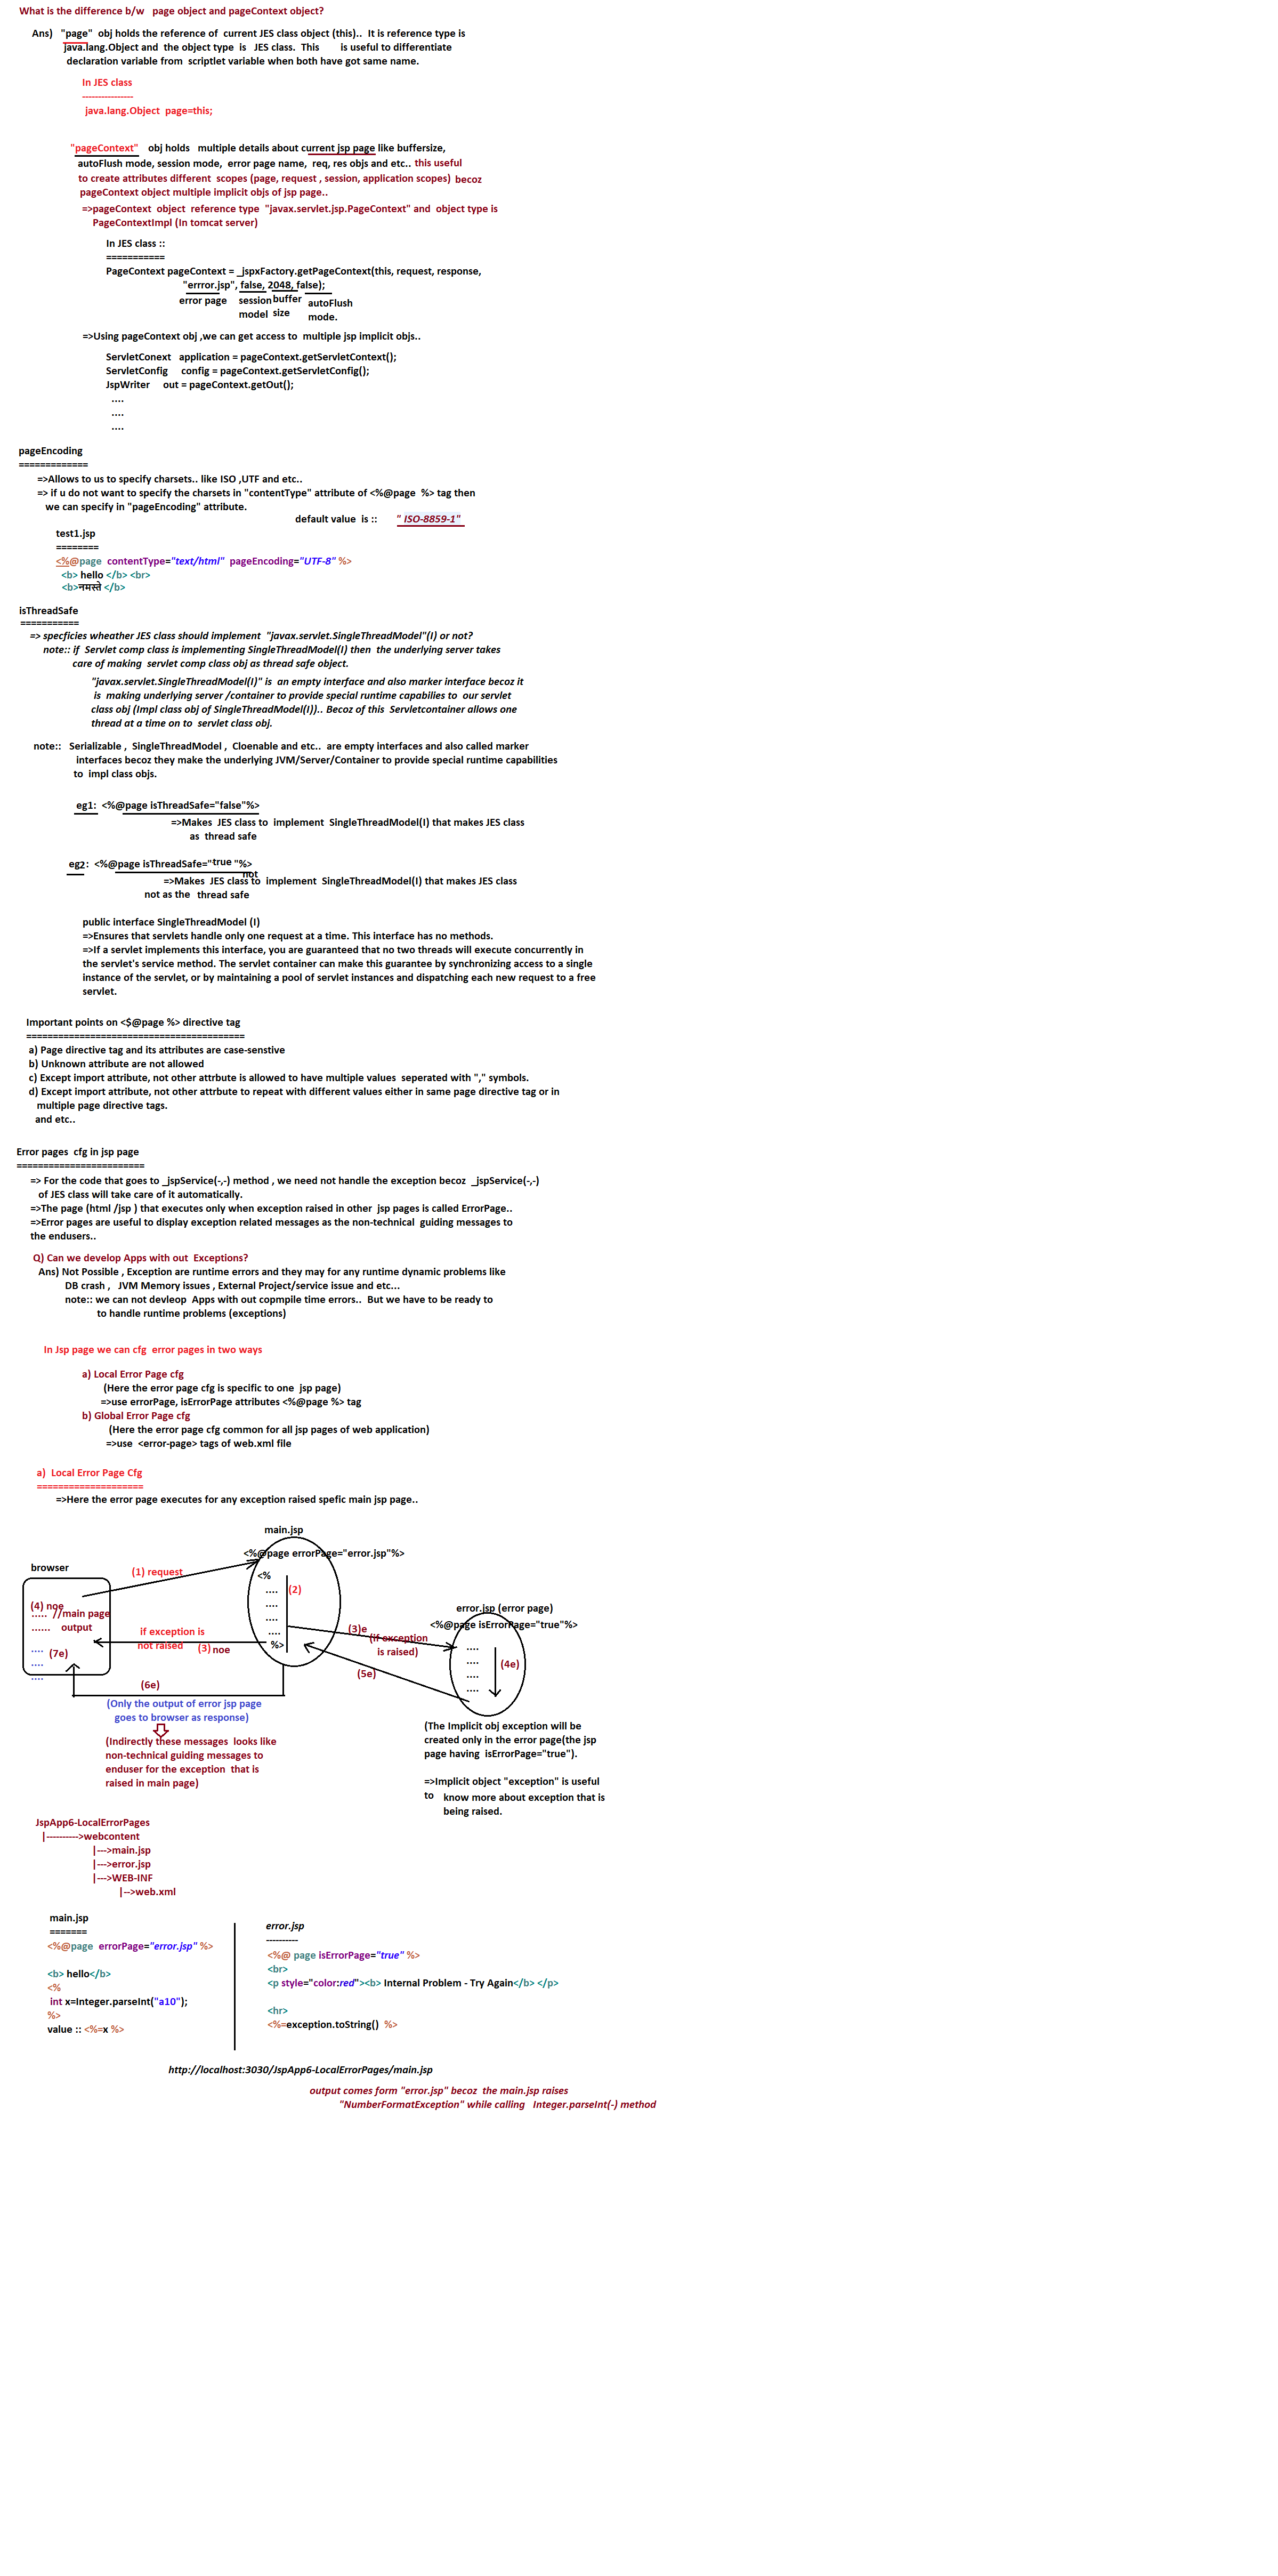 What is the difference b/w   page object and pageContext object?
Ans)   "page"  obj holds the reference of  current JES class object (this)..  It is reference type is
java.lang.Object and  the object type  is   JES class.  This       is useful to differentiate
declaration variable from  scriptlet variable when both have got same name.
In JES class
----------------
java.lang.Object  page=this;
"pageContext"   obj holds   multiple details about current jsp page like buffersize,
autoFlush mode, session mode,  error page name,  req, res objs and etc.. this useful
to create attributes different  scopes (page, request , session, application scopes)  becoz
pageContext object multiple implicit objs of jsp page..
=>pageContext  object  reference type  "javax.servlet.jsp.PageContext" and  object type is
PageContextImpl (In tomcat server)
In JES class ::
===========
PageContext pageContext = _jspxFactory.getPageContext(this, request, response,
"errror.jsp", false, 2048, false);
error page    session buffer autoFlush
model  size   mode.
=>Using pageContext obj ,we can get access to  multiple jsp implicit objs..
ServletConext   application = pageContext.getServletContext();
ServletConfig     config = pageContext.getServletConfig();
JspWriter     out = pageContext.getOut();
....
....
....
pageEncoding
=============
=>Allows to us to specify charsets.. like ISO ,UTF and etc..
=> if u do not want to specify the charsets in "contentType" attribute of <%@page  %> tag then
we can specify in "pageEncoding" attribute.
default value  is ::       " ISO-8859-1"
test1.jsp
========
<%@page  contentType="text/html"  pageEncoding="UTF-8" %>
<b> hello </b> <br>
<b>नमस्ते </b>
isThreadSafe
===========
=> specficies wheather JES class should implement  "javax.servlet.SingleThreadModel"(I) or not?
note:: if  Servlet comp class is implementing SingleThreadModel(I) then  the underlying server takes
care of making  servlet comp class obj as thread safe object.
"javax.servlet.SingleThreadModel(I)" is  an empty interface and also marker interface becoz it
is  making underlying server /container to provide special runtime capabilies to  our servlet
class obj (Impl class obj of SingleThreadModel(I)).. Becoz of this  Servletcontainer allows one
thread at a time on to  servlet class obj.
note::   Serializable ,  SingleThreadModel ,  Cloenable and etc..  are empty interfaces and also called marker
interfaces becoz they make the underlying JVM/Server/Container to provide special runtime capabilities
to  impl class objs.
eg1:  <%@page isThreadSafe="false"%>
=>Makes  JES class to  implement  SingleThreadModel(I) that makes JES class
as  thread safe
eg2:  <%@page isThreadSafe="true "%>
not
=>Makes  JES class to  implement  SingleThreadModel(I) that makes JES class
not as the   thread safe
public interface SingleThreadModel (I)
=>Ensures that servlets handle only one request at a time. This interface has no methods.
=>If a servlet implements this interface, you are guaranteed that no two threads will execute concurrently in
the servlet's service method. The servlet container can make this guarantee by synchronizing access to a single
instance of the servlet, or by maintaining a pool of servlet instances and dispatching each new request to a free
servlet.
Important points on <$@page %> directive tag
=========================================
a) Page directive tag and its attributes are case-senstive
b) Unknown attribute are not allowed
c) Except import attribute, not other attrbute is allowed to have multiple values  seperated with "," symbols.
d) Except import attribute, not other attrbute to repeat with different values either in same page directive tag or in
multiple page directive tags.
and etc..
Error pages  cfg in jsp page
========================
=> For the code that goes to _jspService(-,-) method , we need not handle the exception becoz  _jspService(-,-)
of JES class will take care of it automatically.
=>The page (html /jsp ) that executes only when exception raised in other  jsp pages is called ErrorPage..
=>Error pages are useful to display exception related messages as the non-technical  guiding messages to
the endusers..
Q) Can we develop Apps with out  Exceptions?
Ans) Not Possible , Exception are runtime errors and they may for any runtime dynamic problems like
DB crash ,   JVM Memory issues , External Project/service issue and etc...
note:: we can not devleop  Apps with out copmpile time errors..  But we have to be ready to
to handle runtime problems (exceptions)
In Jsp page we can cfg  error pages in two ways
a) Local Error Page cfg
(Here the error page cfg is specific to one  jsp page)
=>use errorPage, isErrorPage attributes <%@page %> tag
b) Global Error Page cfg
(Here the error page cfg common for all jsp pages of web application)
=>use  <error-page> tags of web.xml file
a)  Local Error Page Cfg
====================
=>Here the error page executes for any exception raised spefic main jsp page..
main.jsp
<%@page errorPage="error.jsp"%>
browser
(1) request
<%
.... (2)
....
....
....
%>
(4) noe
..... //main page
...... output
.... (7e)
....
....
if exception is
not raised    (3) noe
error.jsp (error page)
<%@page isErrorPage="true"%>
(3)e
(if exception
is raised)
....
....
....
....
(4e)
(5e)
(6e)
(Only the output of error jsp page
goes to browser as response)
(Indirectly these messages  looks like
non-technical guiding messages to
enduser for the exception  that is
raised in main page)
(The Implicit obj exception will be
created only in the error page(the jsp
page having  isErrorPage="true").
=>Implicit object "exception" is useful
to   know more about exception that is
being raised.
JspApp6-LocalErrorPages
|---------->webcontent
|--->main.jsp
|--->error.jsp
|--->WEB-INF
|-->web.xml
main.jsp
=======
<%@page  errorPage="error.jsp" %>
<b> hello</b>
<%
int x=Integer.parseInt("a10");
%>
value :: <%=x %>
error.jsp
----------
<%@ page isErrorPage="true" %>
<br>
<p style="color:red"><b> Internal Problem - Try Again</b> </p>
<hr>
<%=exception.toString()  %>
http://localhost:3030/JspApp6-LocalErrorPages/main.jsp
output comes form "error.jsp" becoz  the main.jsp raises
"NumberFormatException" while calling   Integer.parseInt(-) method